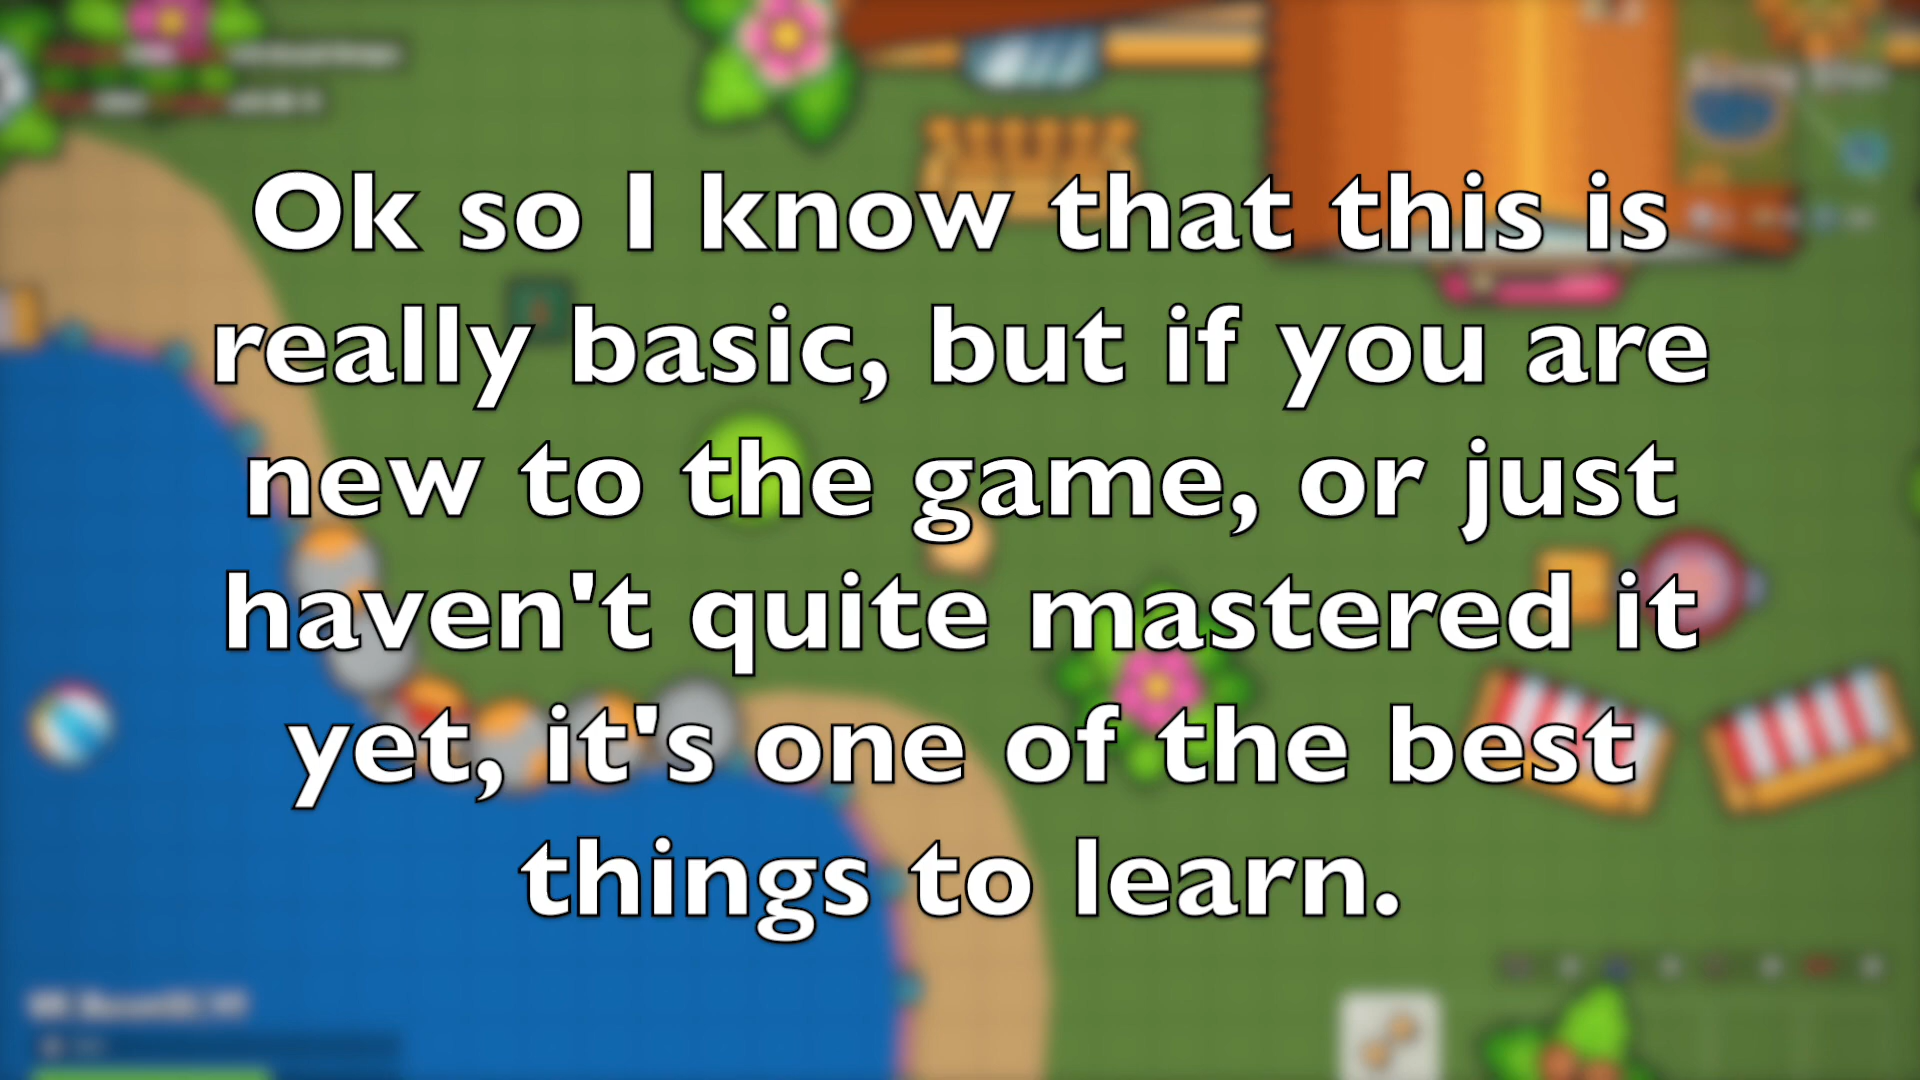 Ok so I know that this is
really basic, but if you are
new to the game, or just
haven't quite mastered it
yet, it's one of the best
things to learn.